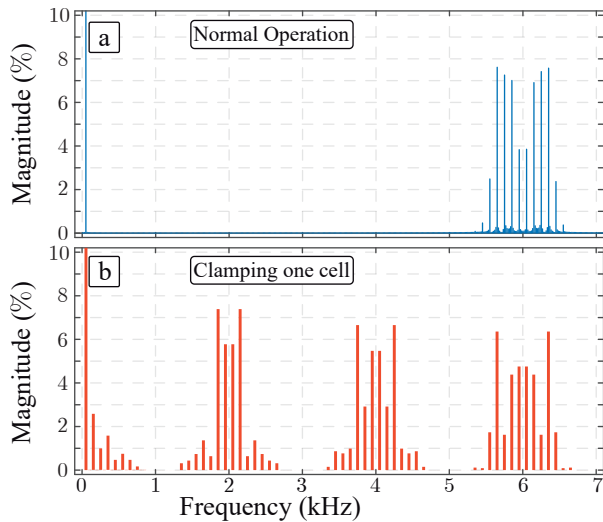 10
a
Normal Operation
8
6
4
2
0
Magnitude (%)
10
b
Clamping one cell
8
6
4
2
0
Magnitude (%)
0 1 2 3 4 5 6 7
Frequency (kHz)